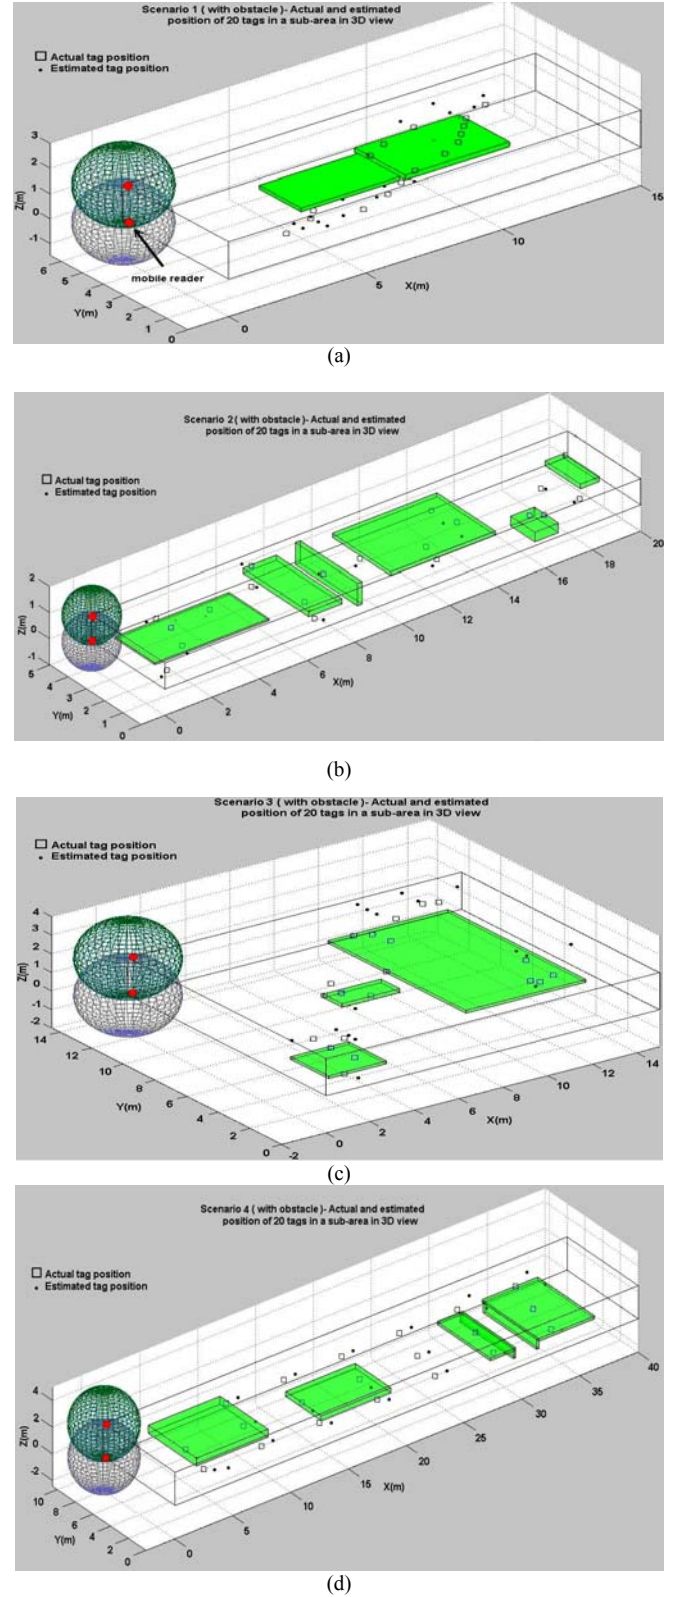 Scenario 1 ( with obstacle )- Actual and estimated
position of 20 tags in a sub-area in 3D view
Actual tag position
Estimated tag position
3
2
1
0
-1
Z(m)
6
5
4
3
2
1
0
Y(m)
mobile reader
0
5
10
15
X(m)
(a)
Scenario 2 ( with obstacle)- Actual and estimated
position of 20 tags in a sub-area in 3D view
Actual tag position
Estimated tag position
2
1
0
-1
Z(m)
5
4
3
2
1
0
Y(m)
0
2
4
6
8
10
12
14
16
18
20
X(m)
(b)
Scenario 3 ( with obstacle)- Actual and estimated
position of 20 tags in a sub-area in 3D view
Actual tag position
Estimated tag position
4
3
2
1
0
-1
-2
Z(m)
14
12
10
8
6
4
2
0
Y(m)
-2
0
2
4
6
8
10
12
14
X(m)
(c)
Scenario 4 ( with obstacle)- Actual and estimated
position of 20 tags in a sub-area in 3D view
Actual tag position
Estimated tag position
4
2
0
-2
Z(m)
10
8
6
4
2
0
Y(m)
0
5
10
15
20
25
30
35
40
X(m)
(d)